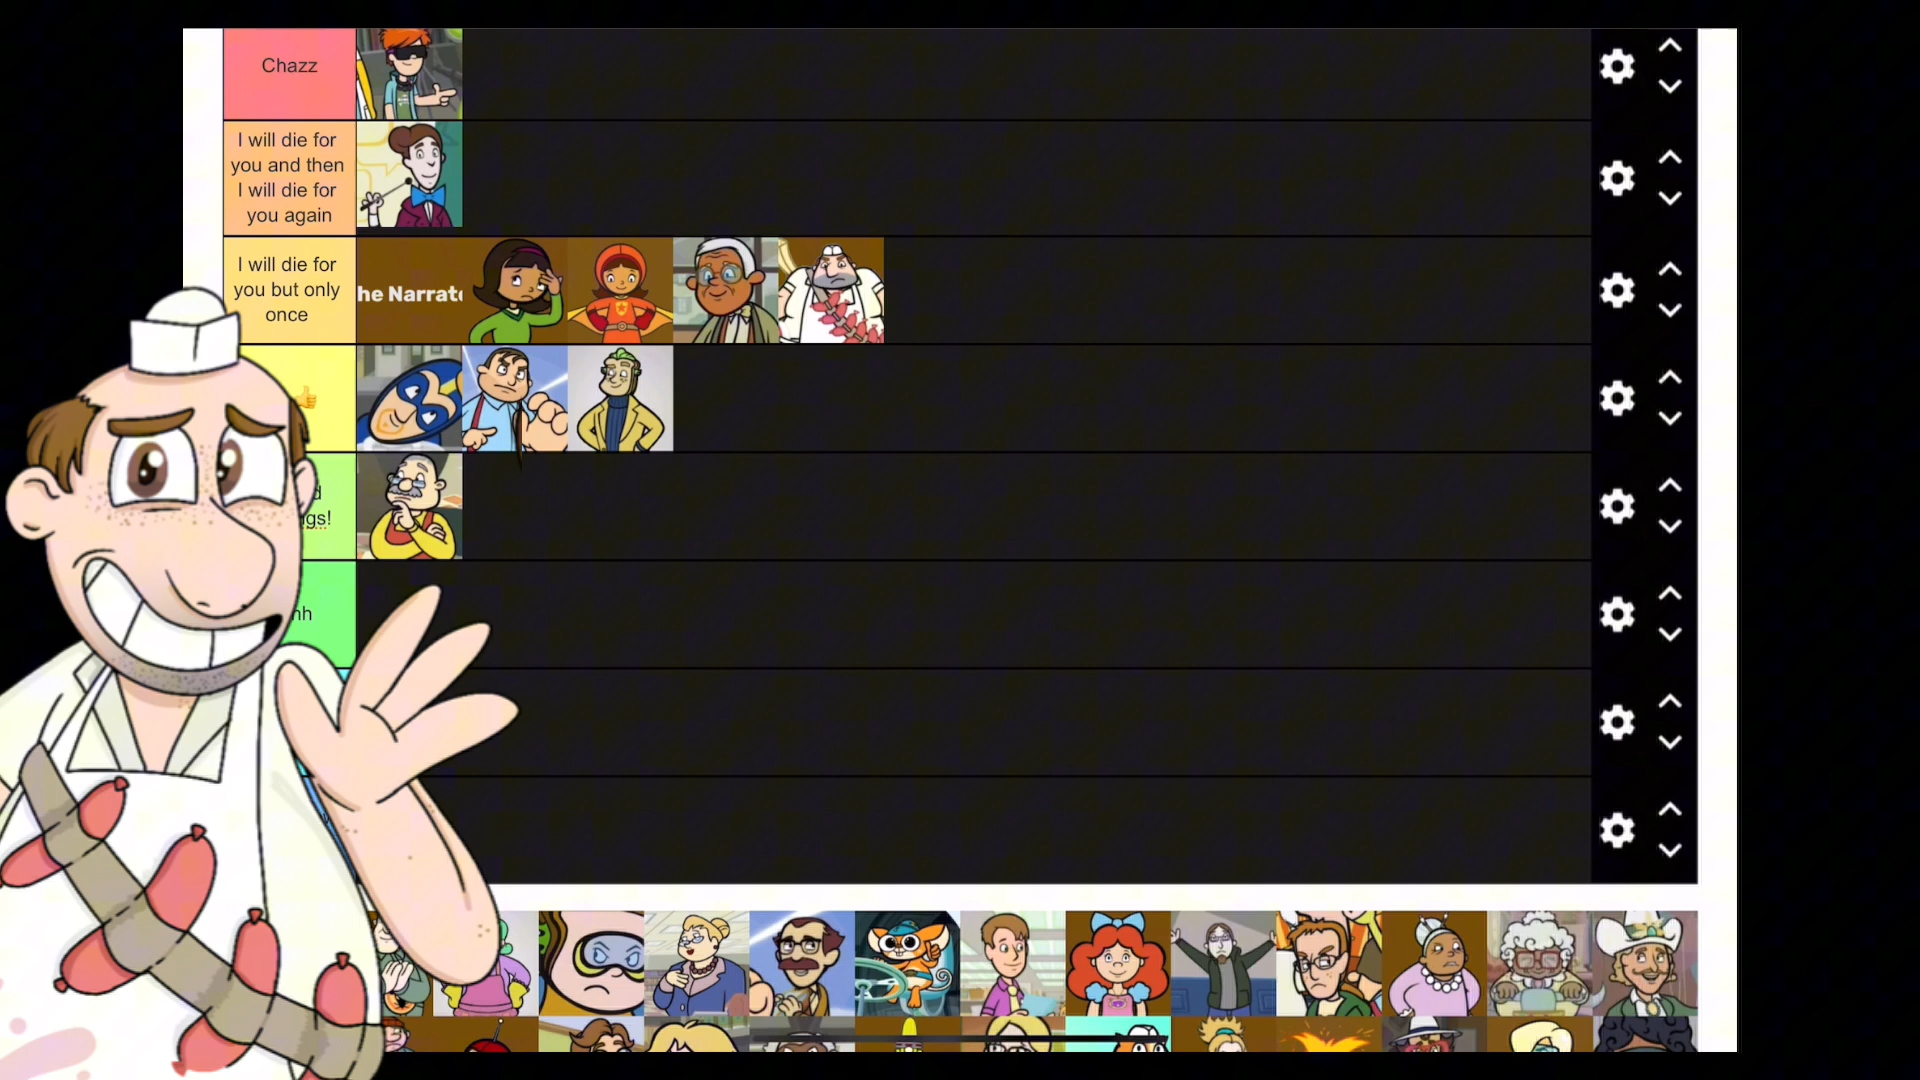 Chazz
I will die for
you and then
I will die for
you again
I will die for
you but only
once
he Narrat
gs!